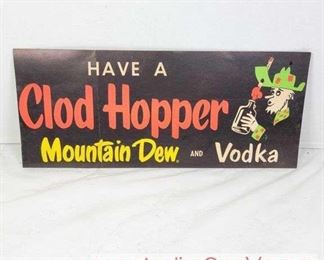 HAVE A
Clod Hopper
Mountain Dew. AND Vodka